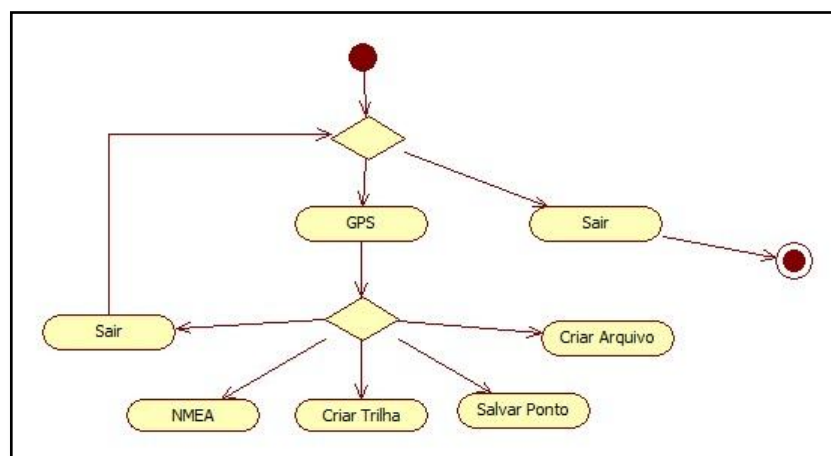 GPS
Sair
Sair
Criar Arquivo
NMEA
Criar Trilha
Salvar Ponto